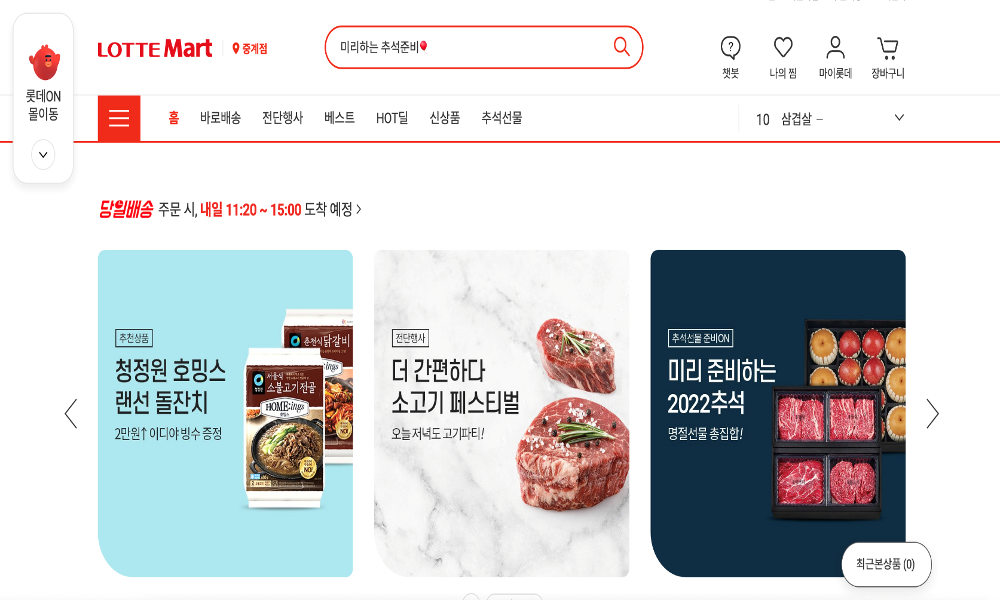 롯데ON
몰이동
LOTTE Mart
중계점
미리하는 추석준비🎈
챗봇
나의 찜
마이롯데
장바구니
홈
바로배송
전단행사
베스트
HOT딜
신상품
추석선물
10 삼겹살 –
당일배송 주문 시, 내일 11:20 ~ 15:00 도착 예정 >
추천상품
청정원 호밍스
랜선 돌잔치
2만원↑ 이디야 빙수 증정
춘천식 닭갈비
서울식
소불고기전골
청정원
HOME:ings
호밍스
NO!
NO!
650g
전단행사
더 간편하다
소고기 페스티벌
오늘 저녁도 고기파티!
추석선물 준비ON
미리 준비하는
2022추석
명절선물 총집합!
최근본상품 (0)